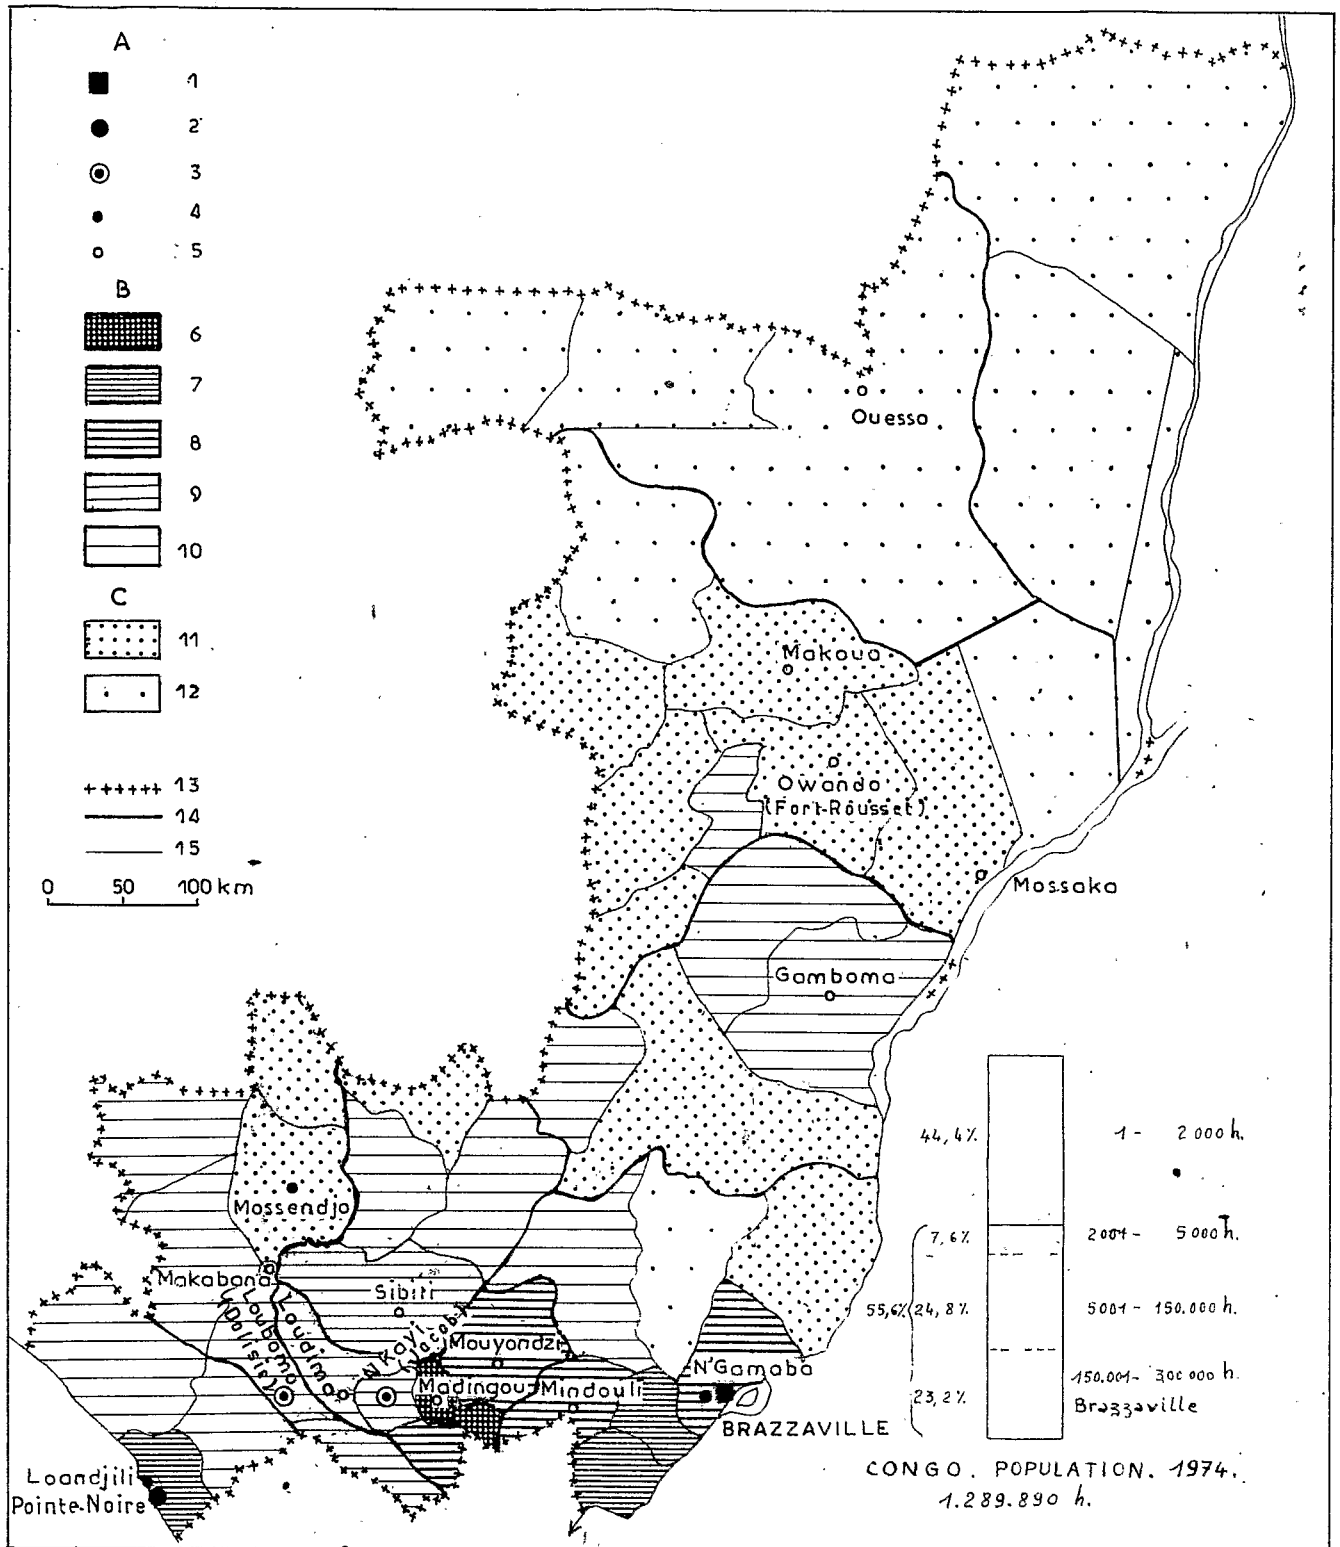 A
1
2
3
4
5
B
6
7
8
9
10
C
11
12
13
14
15
0 50 100 km
Ouesso
Makoua
Owando
(Fort-Rousset)
Mossaka
Gamboma
Mossendjo
Makabana
Sibiti
Loubomo
(Dolisie)
Loudima
N'Kayi
(Jacob)
Mouyondzi
Madingou
Mindouli
N'Gamaba
BRAZZAVILLE
Loandjili
Pointe-Noire
44,4% 1 - 2 000 h.
7,6% 2001 - 5 000 h.
55,6% 24,8% 5001 - 150.000 h.
23,2% 150.001 - 300 000 h.
Brazzaville
CONGO. POPULATION. 1974.
1.289.890 h.